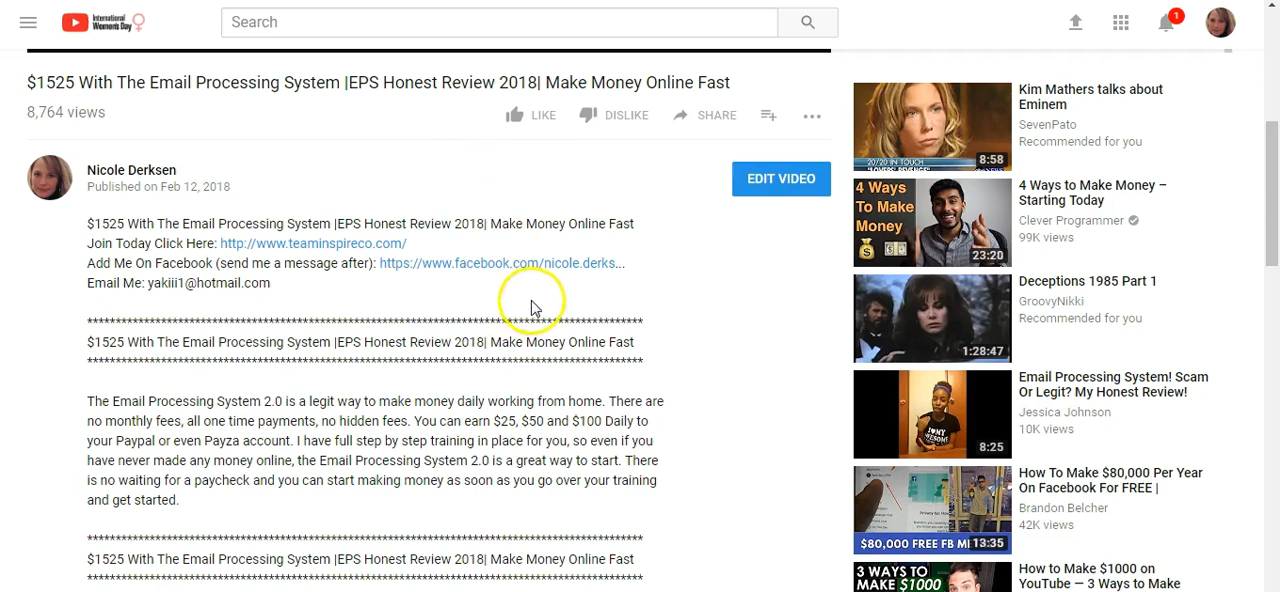 International
Women's Day
Search
1
$1525 With The Email Processing System |EPS Honest Review 2018| Make Money Online Fast
8,764 views
LIKE
DISLIKE
SHARE
Nicole Derksen
Published on Feb 12, 2018
EDIT VIDEO
$1525 With The Email Processing System |EPS Honest Review 2018| Make Money Online Fast
Join Today Click Here: http://www.teaminspireco.com/
Add Me On Facebook (send me a message after): https://www.facebook.com/nicole.derks...
Email Me: yakiii1@hotmail.com
$1525 With The Email Processing System |EPS Honest Review 2018| Make Money Online Fast
The Email Processing System 2.0 is a legit way to make money daily working from home. There are
no monthly fees, all one time payments, no hidden fees. You can earn $25, $50 and $100 Daily to
your Paypal or even Payza account. I have full step by step training in place for you, so even if you
have never made any money online, the Email Processing System 2.0 is a great way to start. There
is no waiting for a paycheck and you can start making money as soon as you go over your training
and get started.
$1525 With The Email Processing System |EPS Honest Review 2018| Make Money Online Fast
20/20 IN TOUCH
"LOVERS' REVENGE"
8:58
Kim Mathers talks about
Eminem
SevenPato
Recommended for you
4 Ways
To Make
Money
23:20
4 Ways to Make Money –
Starting Today
Clever Programmer
99K views
1:28:47
Deceptions 1985 Part 1
GroovyNikki
Recommended for you
8:25
Email Processing System! Scam
Or Legit? My Honest Review!
Jessica Johnson
10K views
$80,000 FREE FB
13:35
How To Make $80,000 Per Year
On Facebook For FREE |
Brandon Belcher
42K views
3 WAYS TO
MAKE $1000
How to Make $1000 on
YouTube — 3 Ways to Make